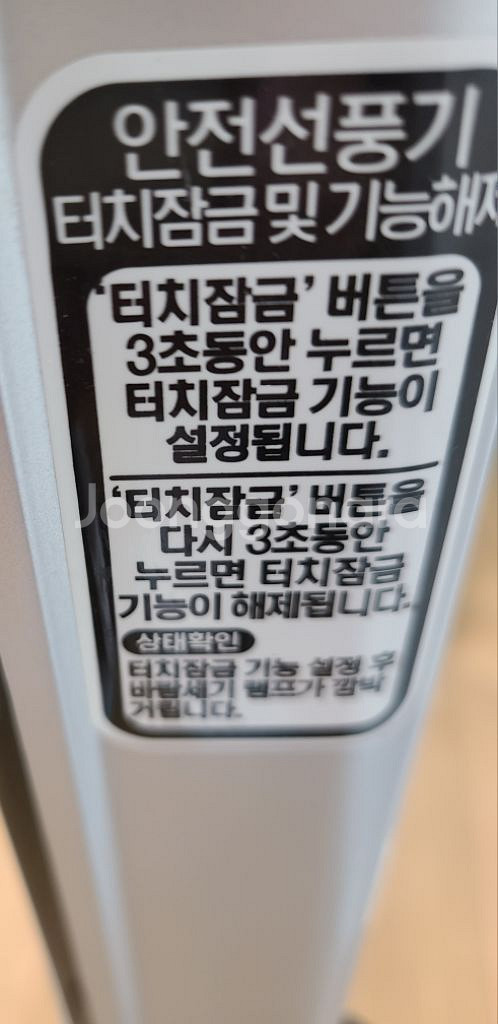 안전선풍기
터치잠금 및 기능해제
'터치잠금' 버튼을
3초동안 누르면
터치잠금 기능이
설정됩니다.
'터치잠금' 버튼을
다시 3초동안
누르면 터치잠금
기능이 해제됩니다.
상태확인
터치잠금 기능 설정 후
바람세기 램프가 깜박
거립니다.
Joonggonara